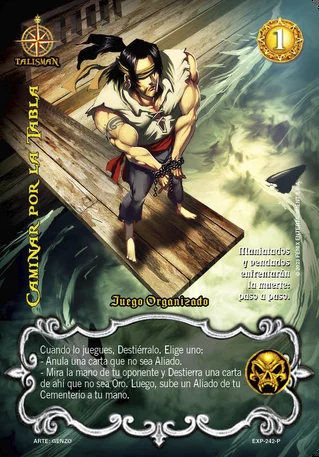 TALISMAN
1
CAMINAR POR LA TABLA
Maniatados
y vendados
enfrentarán
la muerte:
paso a paso.
Juego Organizado
Cuando lo juegues, Destiérralo. Elige uno:
- Anula una carta que no sea Aliado.
- Mira la mano de tu oponente y Destierra una carta
de ahí que no sea Oro. Luego, sube un Aliado de tu
Cementerio a tu mano.
ARTE: GENZO
EXP-242-P